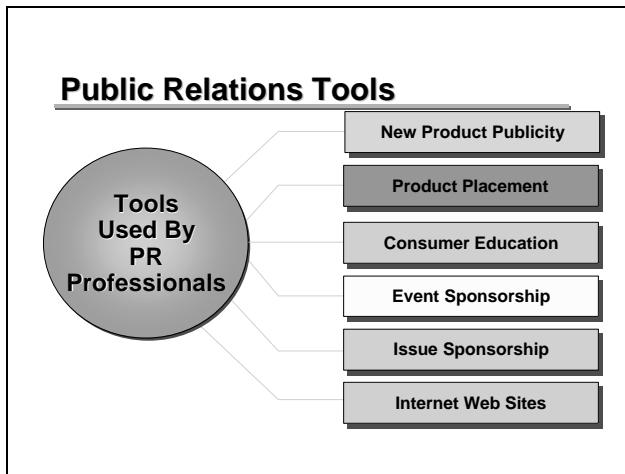 Public Relations Tools
Tools
Used By
PR
Professionals
New Product Publicity
Product Placement
Consumer Education
Event Sponsorship
Issue Sponsorship
Internet Web Sites